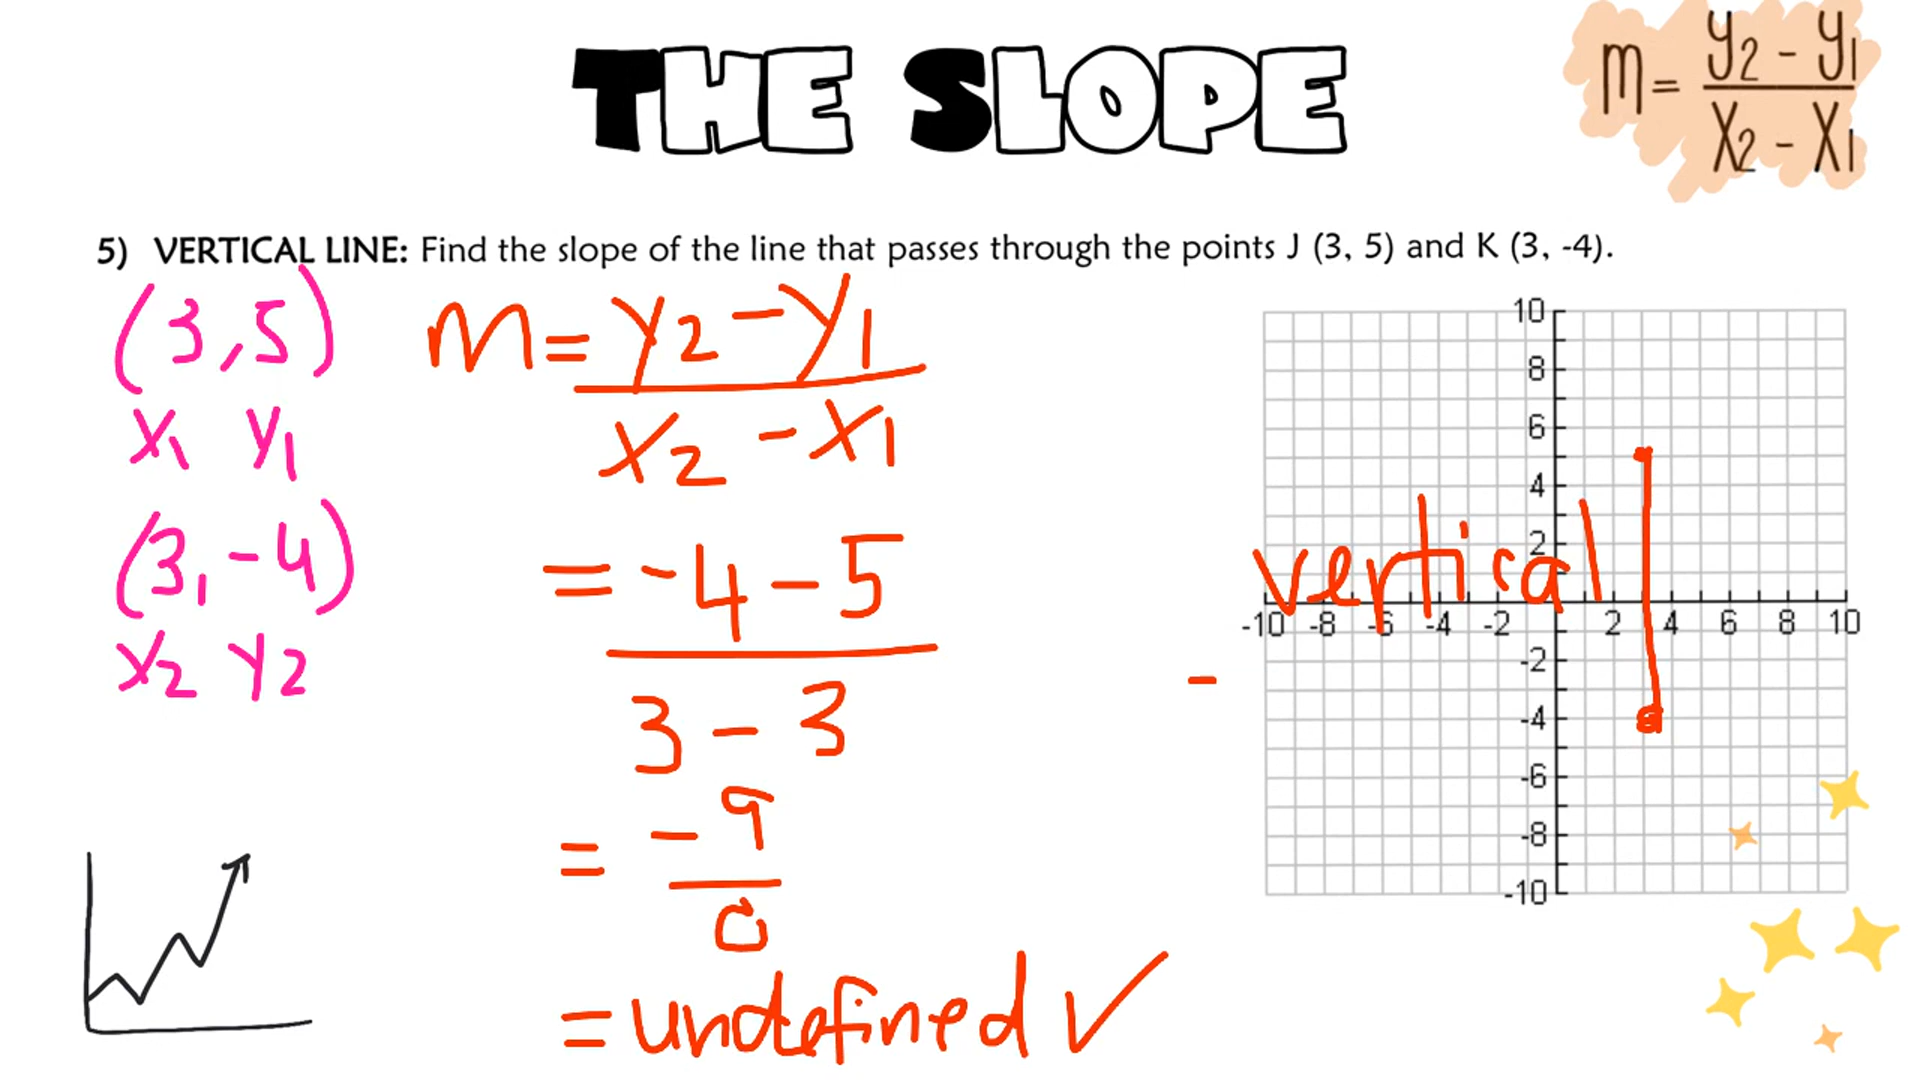 THE SLOPE
m = y2 - y1
x2 - x1
5) VERTICAL LINE: Find the slope of the line that passes through the points J (3, 5) and K (3, -4).
(3,5)
x1 y1
(3,-4)
x2 y2
m = y2 - y1
x2 - x1
= -4 - 5
3 - 3
= -9
0
= undefined ✓
10
8
6
4
2
vertical
-10 -8 -6 -4 -2 2 4 6 8 10
-
-2
-4
-6
-8
-10